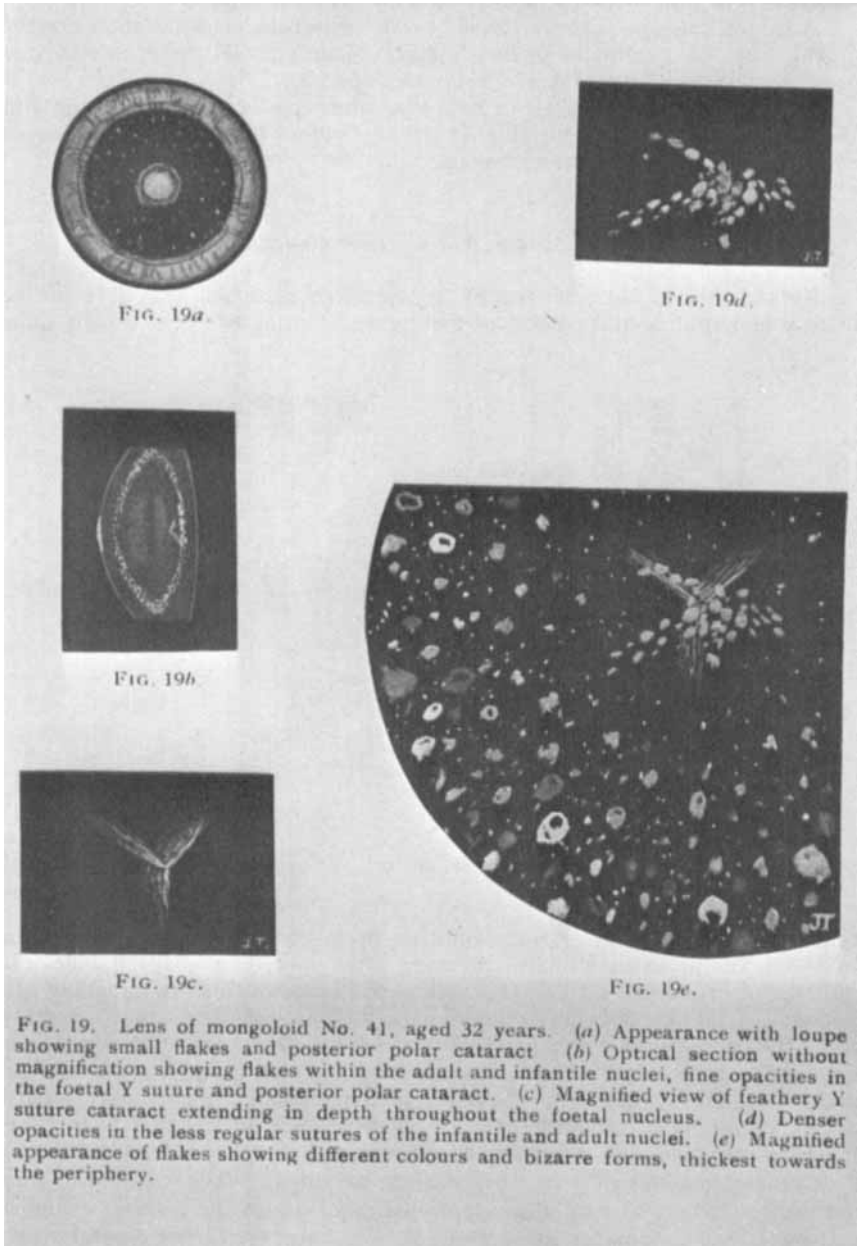 FIG. 19a.
J.T.
FIG. 19d.
FIG. 19b.
J.T.
FIG. 19c.
JT
FIG. 19e.
FIG. 19. Lens of mongoloid No. 41, aged 32 years. (a) Appearance with loupe
showing small flakes and posterior polar cataract (b) Optical section without
magnification showing flakes within the adult and infantile nuclei, fine opacities in
the foetal Y suture and posterior polar cataract. (c) Magnified view of feathery Y
suture cataract extending in depth throughout the foetal nucleus. (d) Denser
opacities in the less regular sutures of the infantile and adult nuclei. (e) Magnified
appearance of flakes showing different colours and bizarre forms, thickest towards
the periphery.